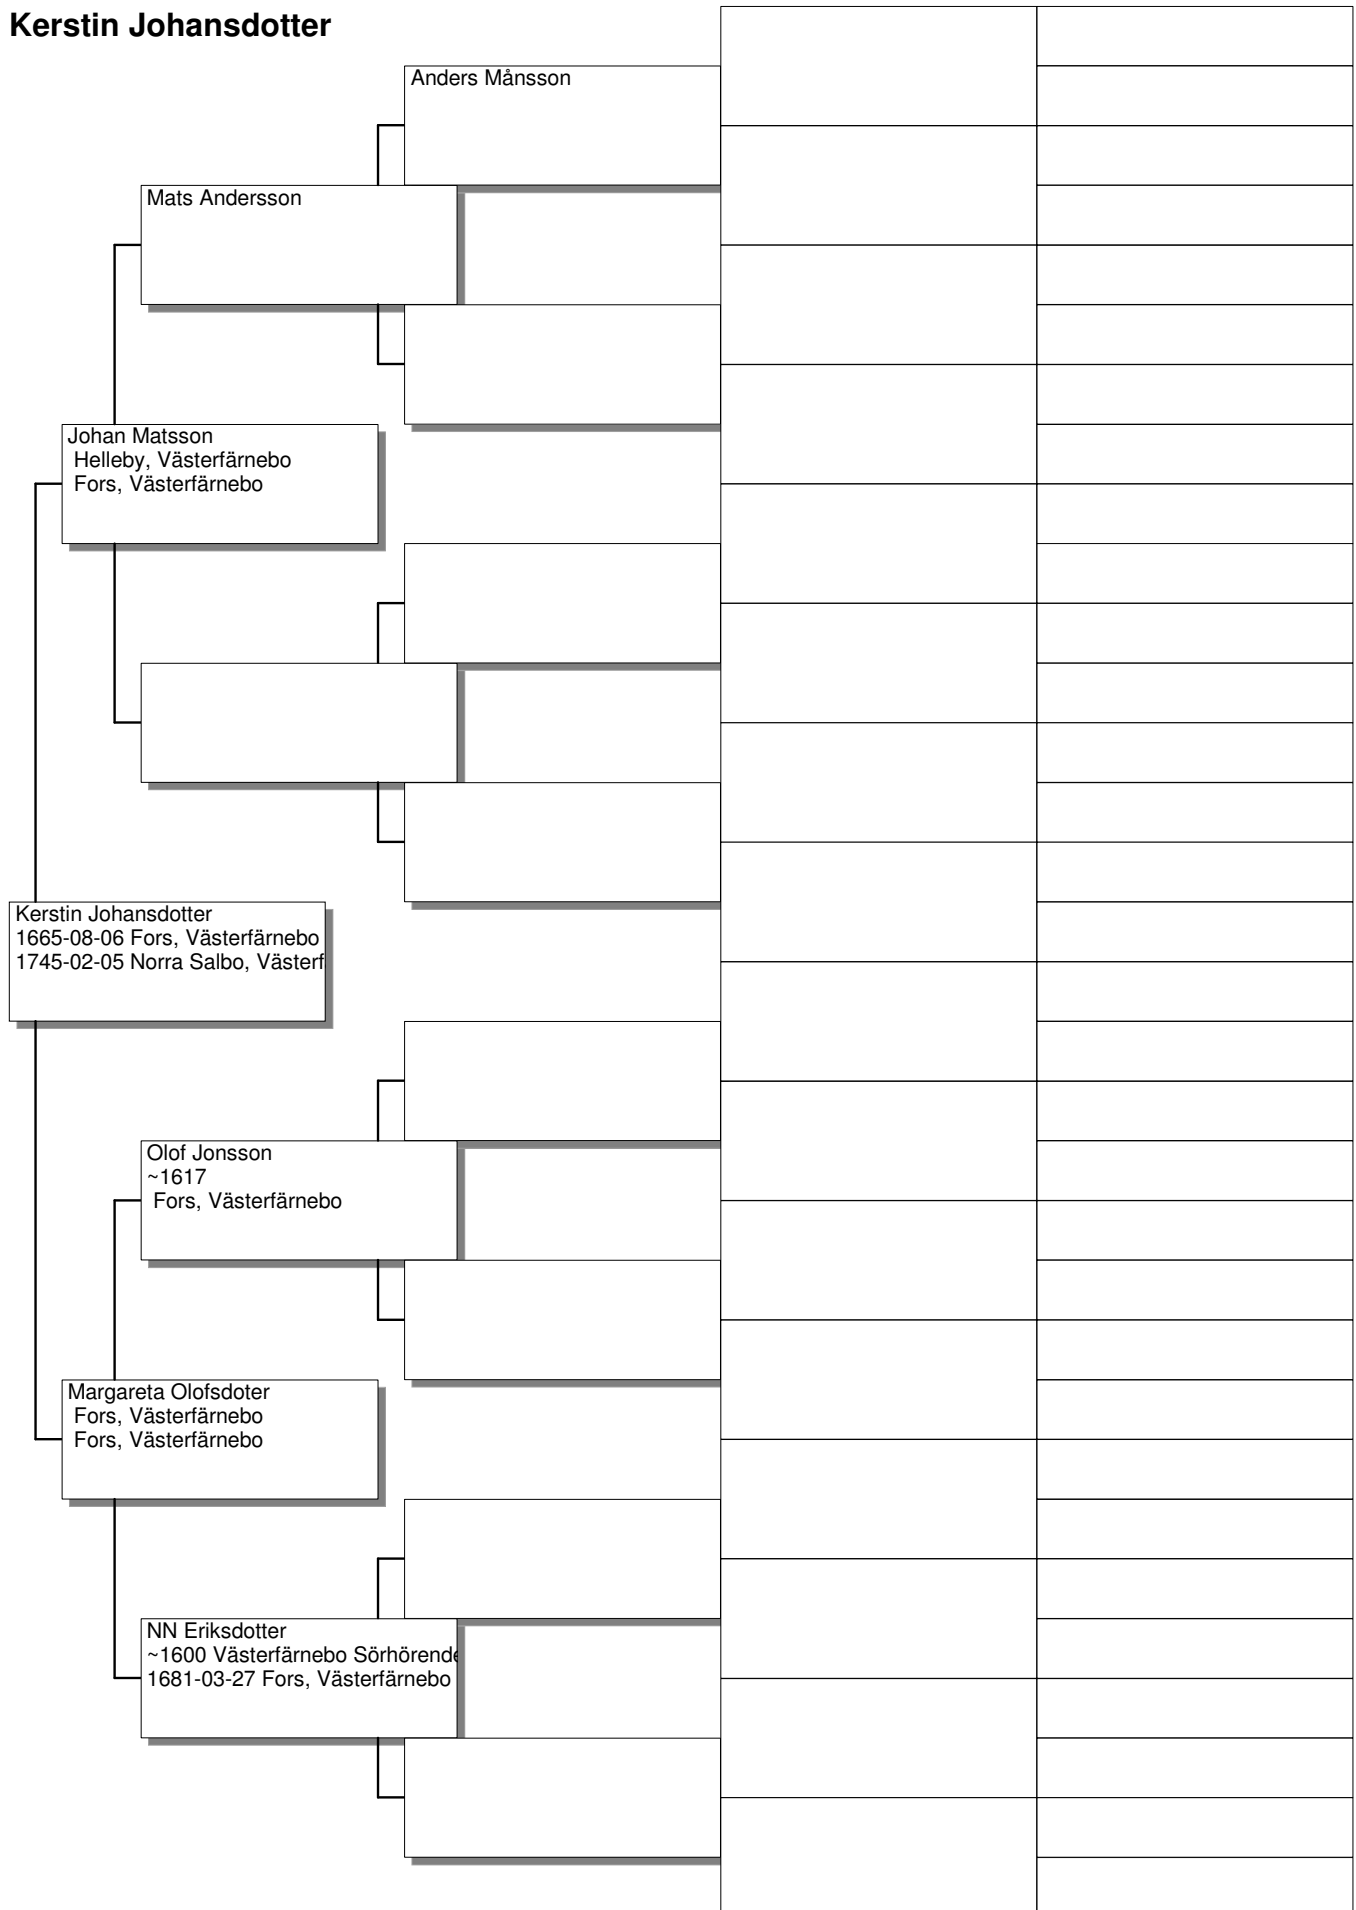 Kerstin Johansdotter
Anders Månsson
Mats Andersson
Johan Matsson
Helleby, Västerfärnebo
Fors, Västerfärnebo
Kerstin Johansdotter
1665-08-06 Fors, Västerfärnebo
1745-02-05 Norra Salbo, Västerf
Olof Jonsson
~1617
Fors, Västerfärnebo
Margareta Olofsdoter
Fors, Västerfärnebo
Fors, Västerfärnebo
NN Eriksdotter
~1600 Västerfärnebo Sörhörende
1681-03-27 Fors, Västerfärnebo